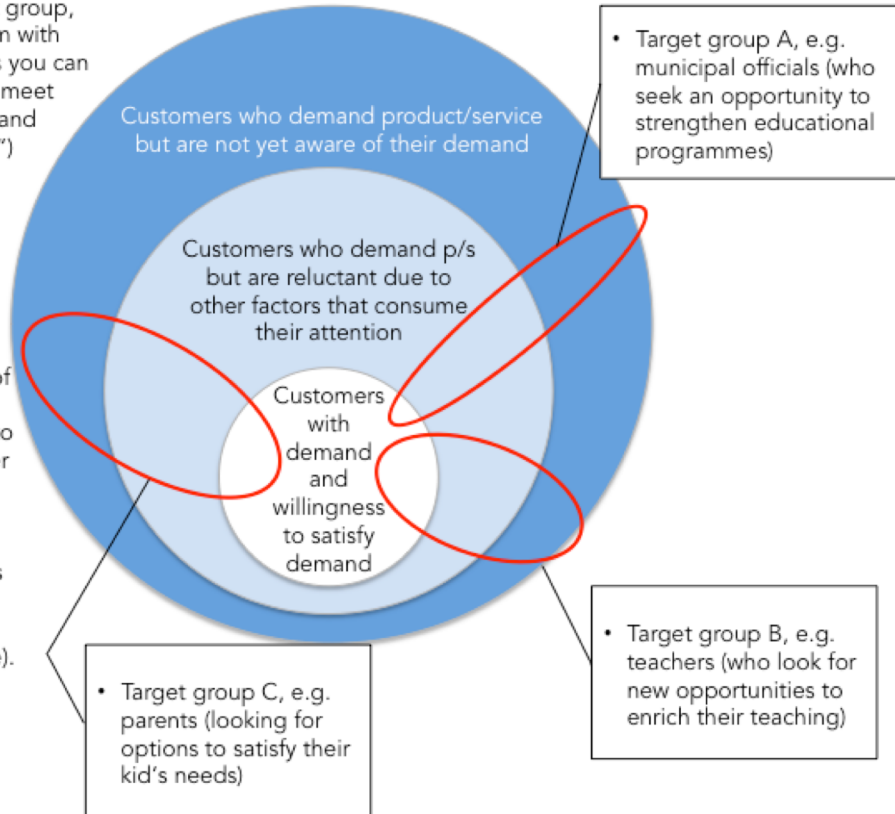 group,
with
s you can
meet
and
")
of
o
r
s
).
Customers who demand product/service
but are not yet aware of their demand
Customers who demand p/s
but are reluctant due to
other factors that consume
their attention
Customers
with
demand
and
willingness
to satisfy
demand
• Target group A, e.g.
municipal officials (who
seek an opportunity to
strengthen educational
programmes)
• Target group B, e.g.
teachers (who look for
new opportunities to
enrich their teaching)
• Target group C, e.g.
parents (looking for
options to satisfy their
kid's needs)